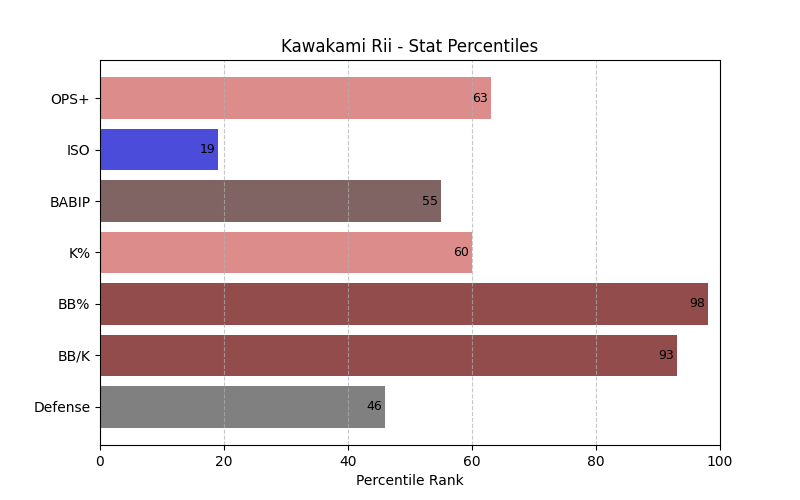 Kawakami Rii - Stat Percentiles
OPS+ 63
ISO 19
BABIP 55
K% 60
BB% 98
BB/K 93
Defense 46
0 20 40 60 80 100
Percentile Rank